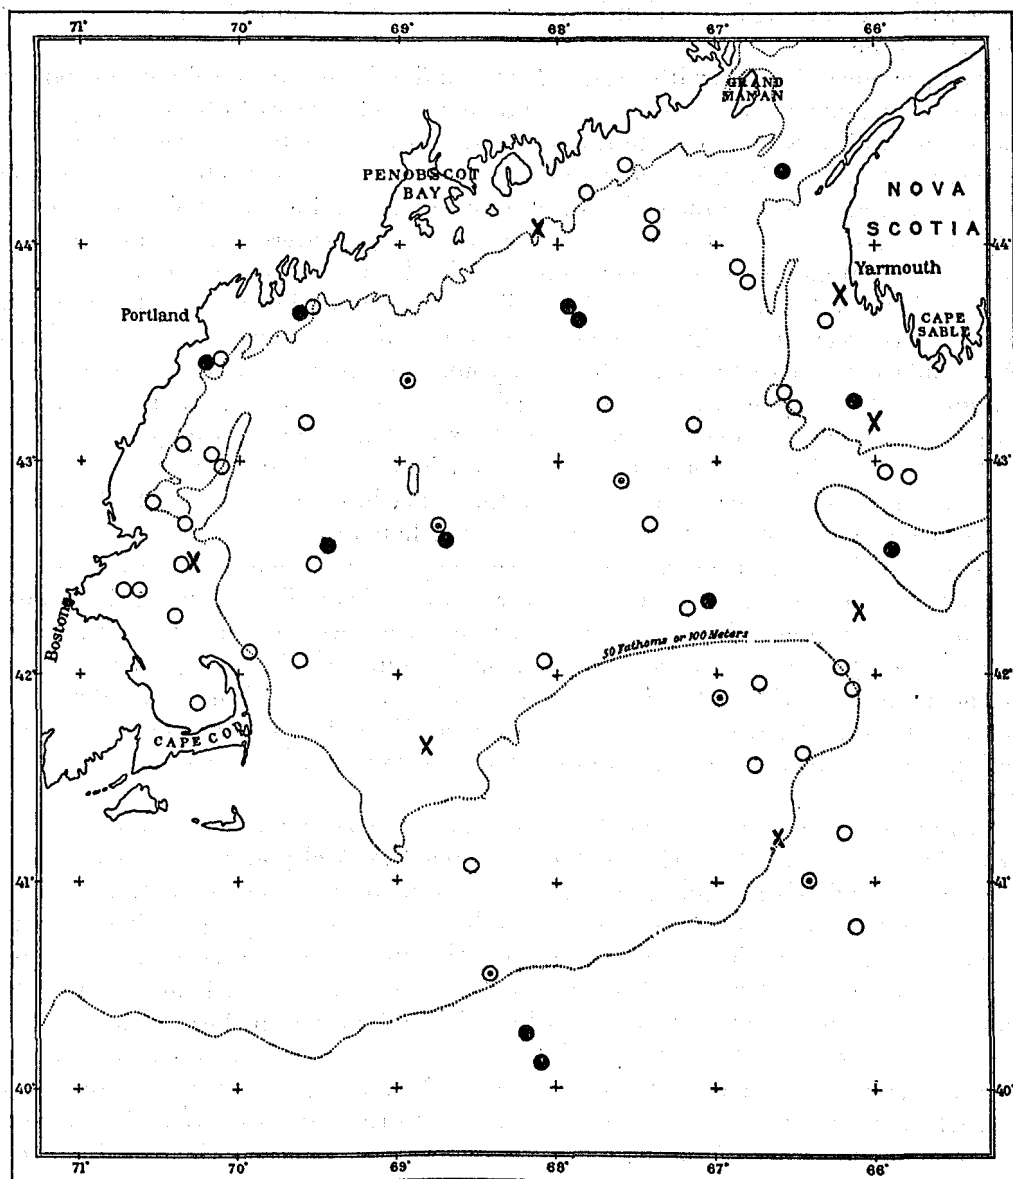 71° 70° 69° 68° 67° 66°
GRAND
MANAN
PENOBSCOT
BAY
NOVA
SCOTIA
44° 44°
Yarmouth
Portland
CAPE
SABLE
43° 43°
Boston
50 Fathoms or 100 Meters
42° 42°
CAPE COD
41° 41°
40° 40°
71° 70° 69° 68° 67° 66°